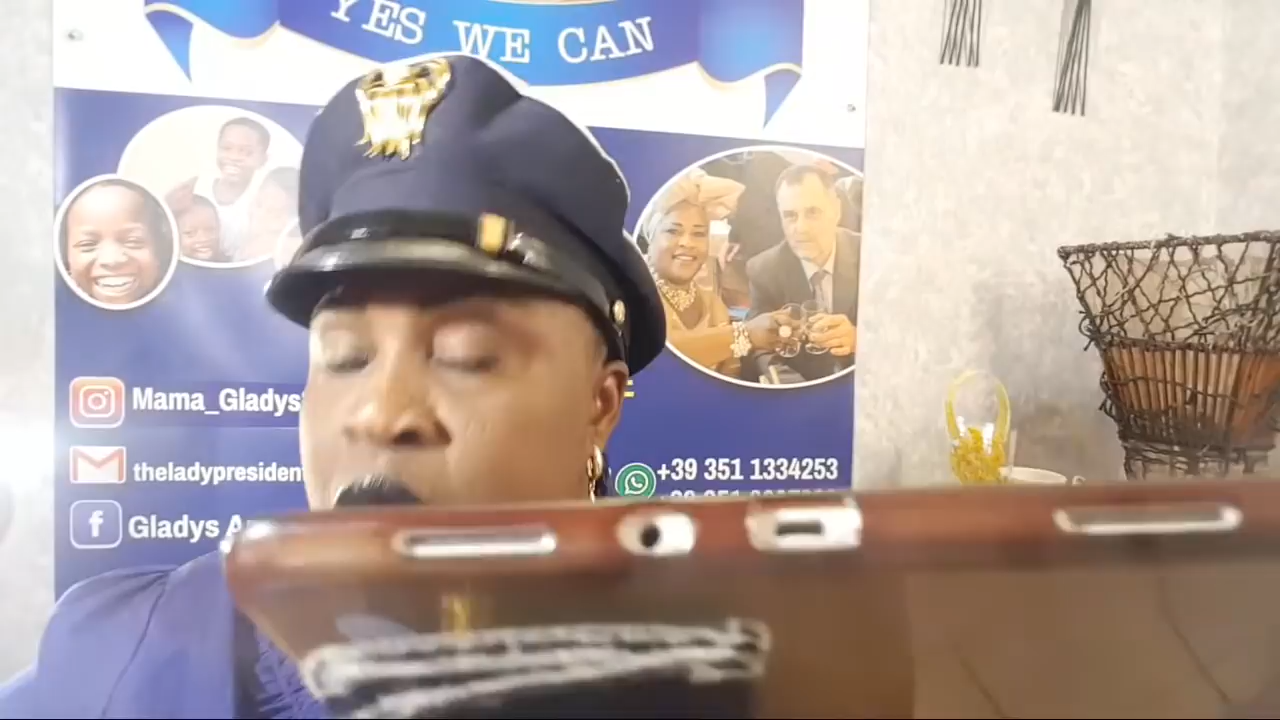 YES WE CAN
Mama_Gladys
theladypresident
Gladys
+39 351 1334253